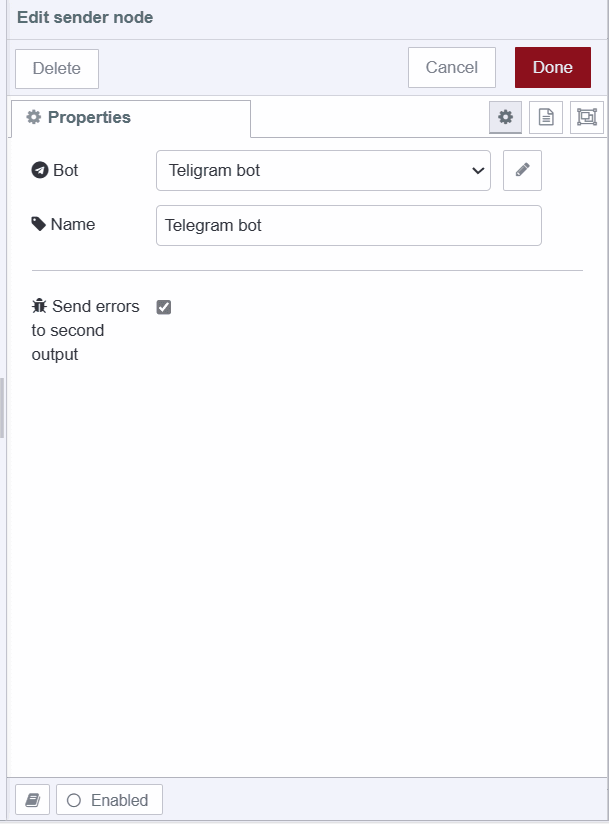 Edit sender node
Delete
Cancel
Done
Properties
Bot
Teligram bot
Name
Telegram bot
Send errors
to second
output
Enabled